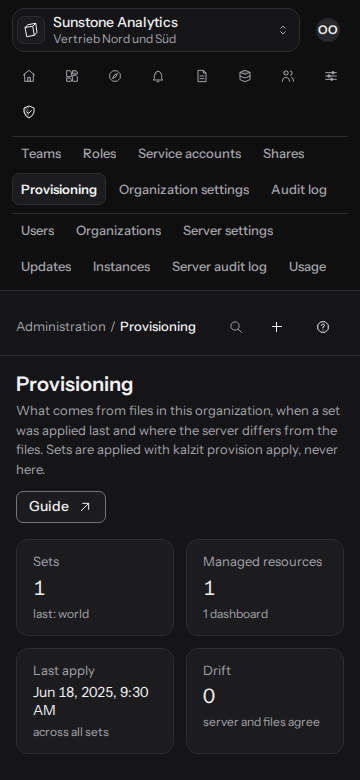 Sunstone Analytics
Vertrieb Nord und Süd
OO
Teams Roles Service accounts Shares
Provisioning Organization settings Audit log
Users Organizations Server settings
Updates Instances Server audit log Usage
Administration / Provisioning
Provisioning
What comes from files in this organization, when a set
was applied last and where the server differs from the
files. Sets are applied with kalzit provision apply, never
here.
Guide
Sets
1
last: world
Managed resources
1
1 dashboard
Last apply
Jun 18, 2025, 9:30
AM
across all sets
Drift
0
server and files agree